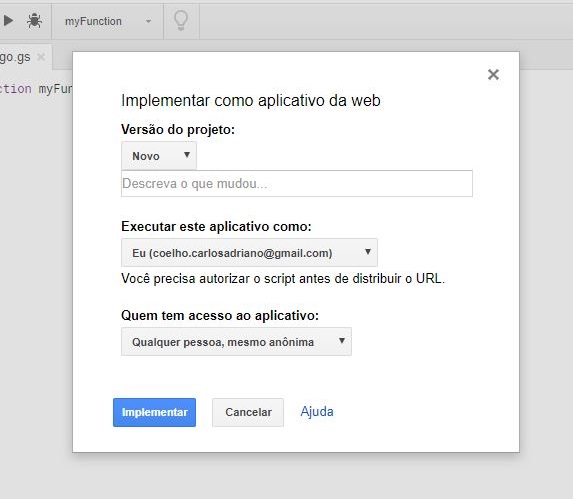 myFunction
go.gs
ction myFun
Implementar como aplicativo da web
Versão do projeto:
Novo
Descreva o que mudou...
Executar este aplicativo como:
Eu (coelho.carlosadriano@gmail.com)
Você precisa autorizar o script antes de distribuir o URL.
Quem tem acesso ao aplicativo:
Qualquer pessoa, mesmo anônima
Implementar Cancelar Ajuda